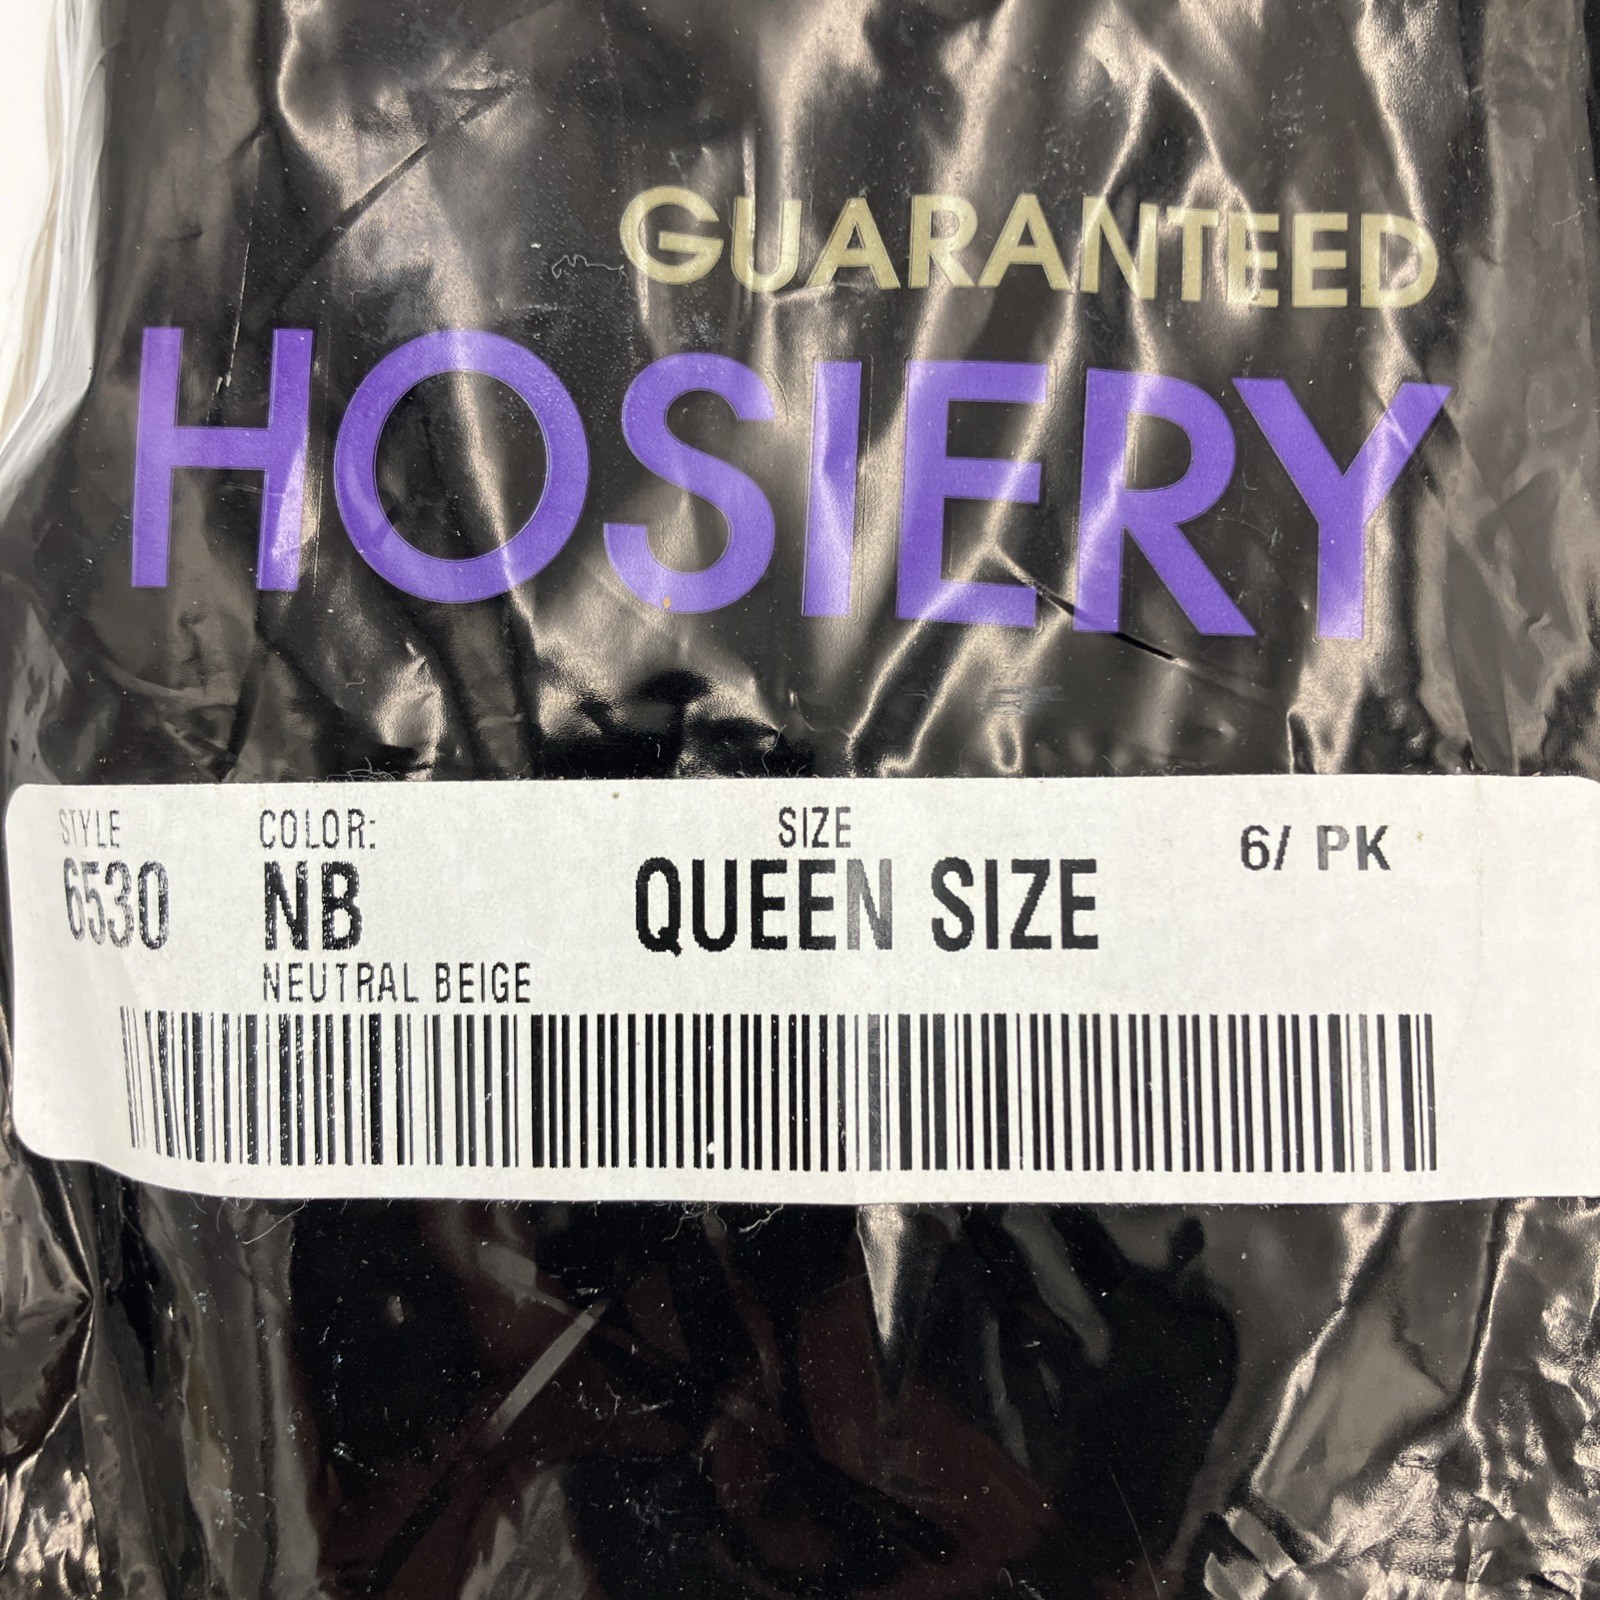 GUARANTEED
HOSIERY
STYLE COLOR: SIZE 6/ PK
6530 NB QUEEN SIZE
NEUTRAL BEIGE